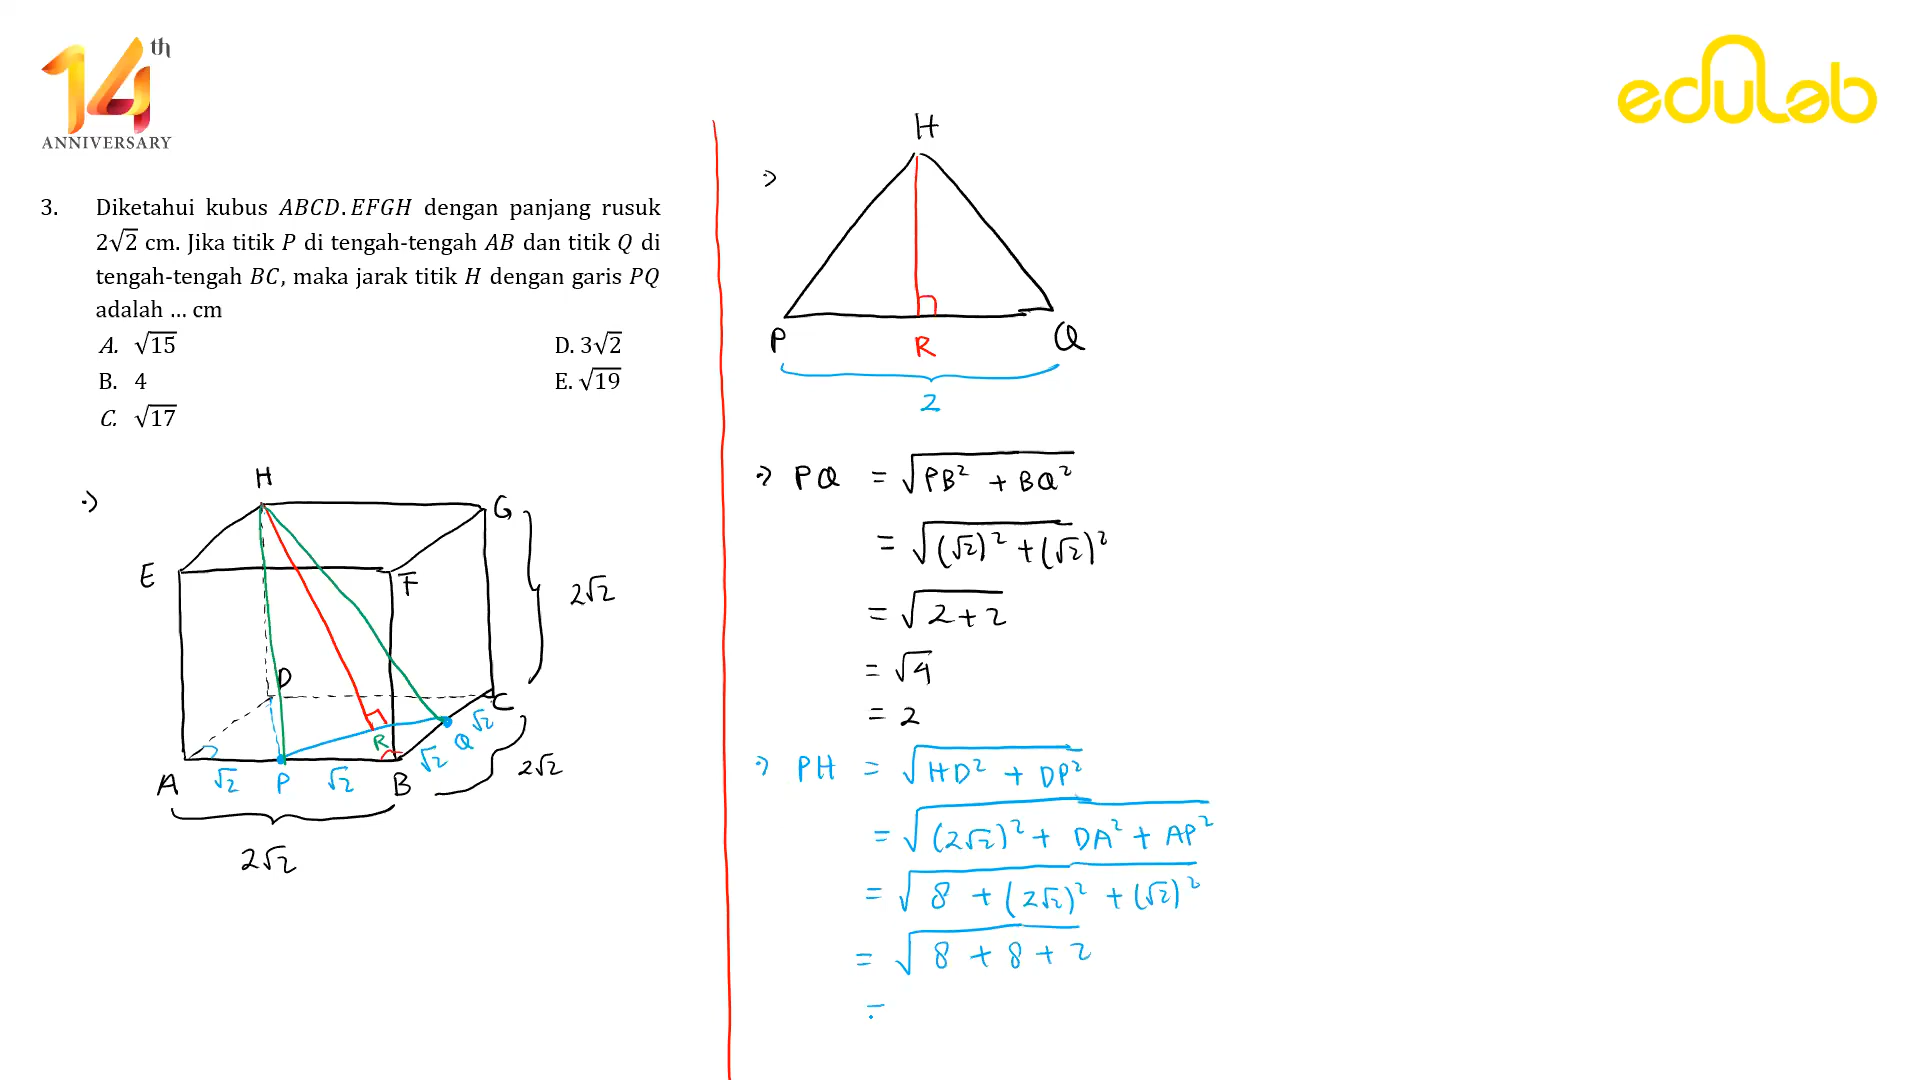 14th
ANNIVERSARY
edulab
3. Diketahui kubus ABCD.EFGH dengan panjang rusuk
2√2 cm. Jika titik P di tengah-tengah AB dan titik Q di
tengah-tengah BC, maka jarak titik H dengan garis PQ
adalah ... cm
A. √15
D. 3√2
B. 4
E. √19
C. √17
H
G
E
F
2√2
D
C
R
Q
√2
√2
A
√2
P
√2
B
2√2
2√2
H
P
R
Q
2
∴) PQ = √(PB² + BQ²)
= √((√2)² + (√2)²)
= √(2+2)
= √4
= 2
∴) PH = √(HD² + DP²)
= √((2√2)² + DA² + AP²)
= √(8 + (2√2)² + (√2)²)
= √(8 + 8 + 2)
=